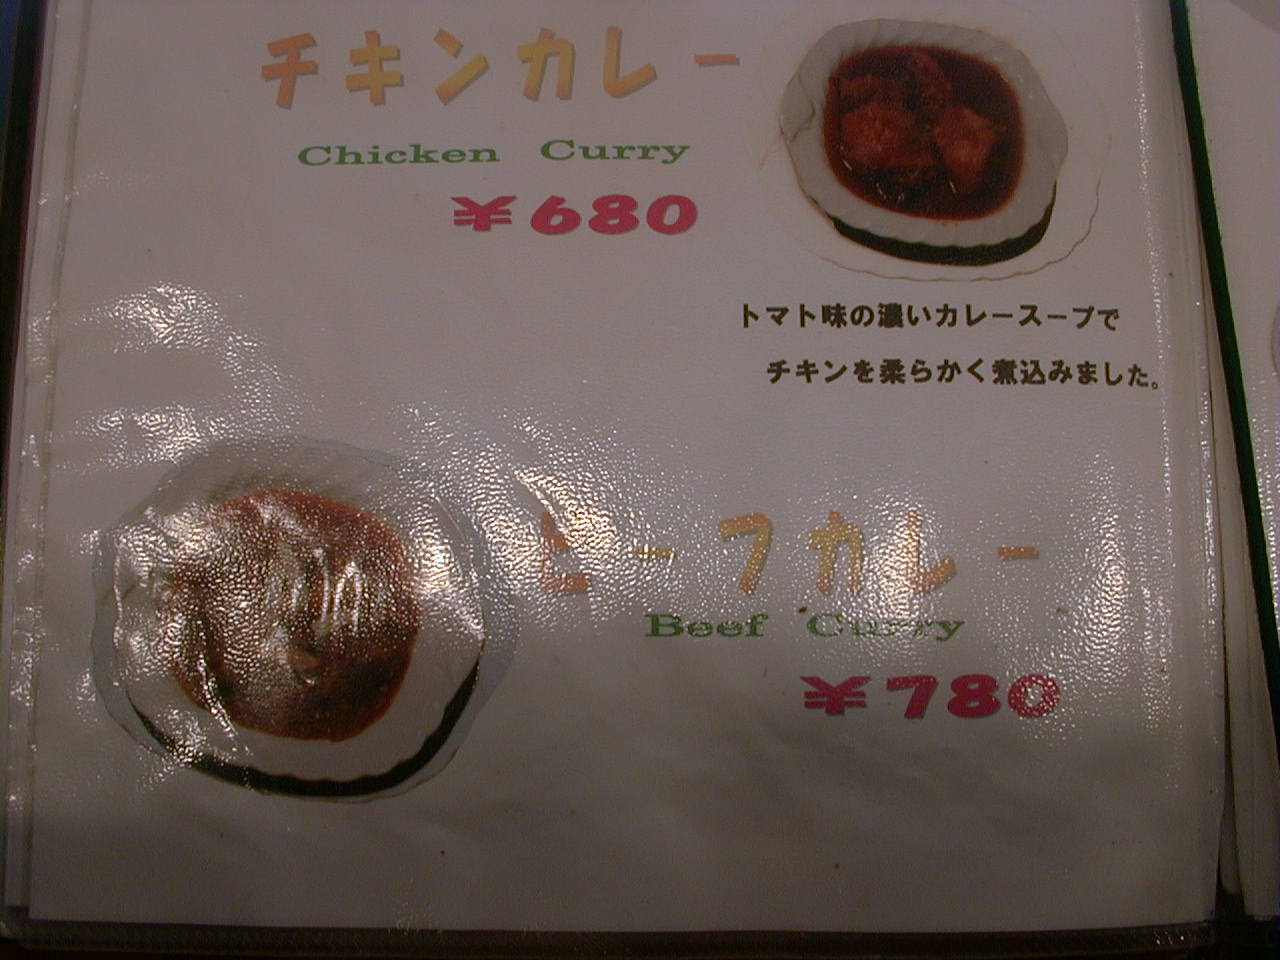 チキンカレー
Chicken Curry
¥680
トマト味の濃いカレースープで
チキンを柔らかく煮込みました。
ビーフカレー
Beef Curry
¥780